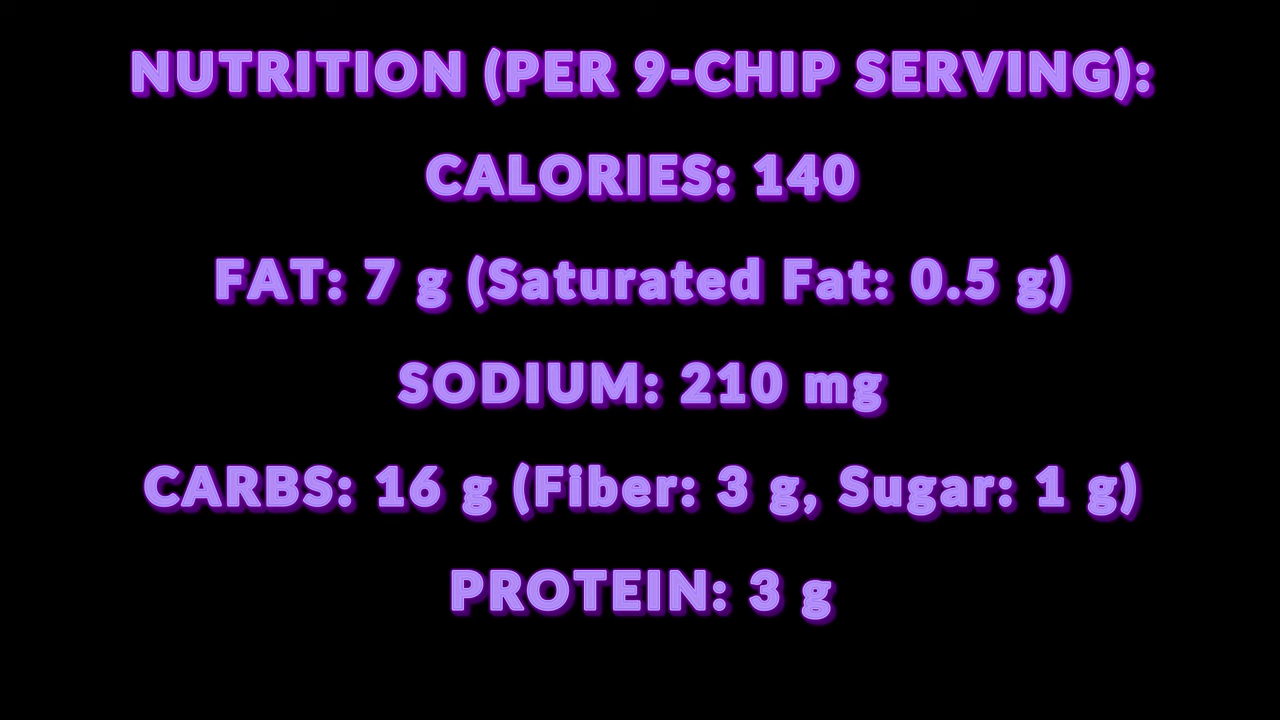 NUTRITION (PER 9-CHIP SERVING):
CALORIES: 140
FAT: 7 g (Saturated Fat: 0.5 g)
SODIUM: 210 mg
CARBS: 16 g (Fiber: 3 g, Sugar: 1 g)
PROTEIN: 3 g